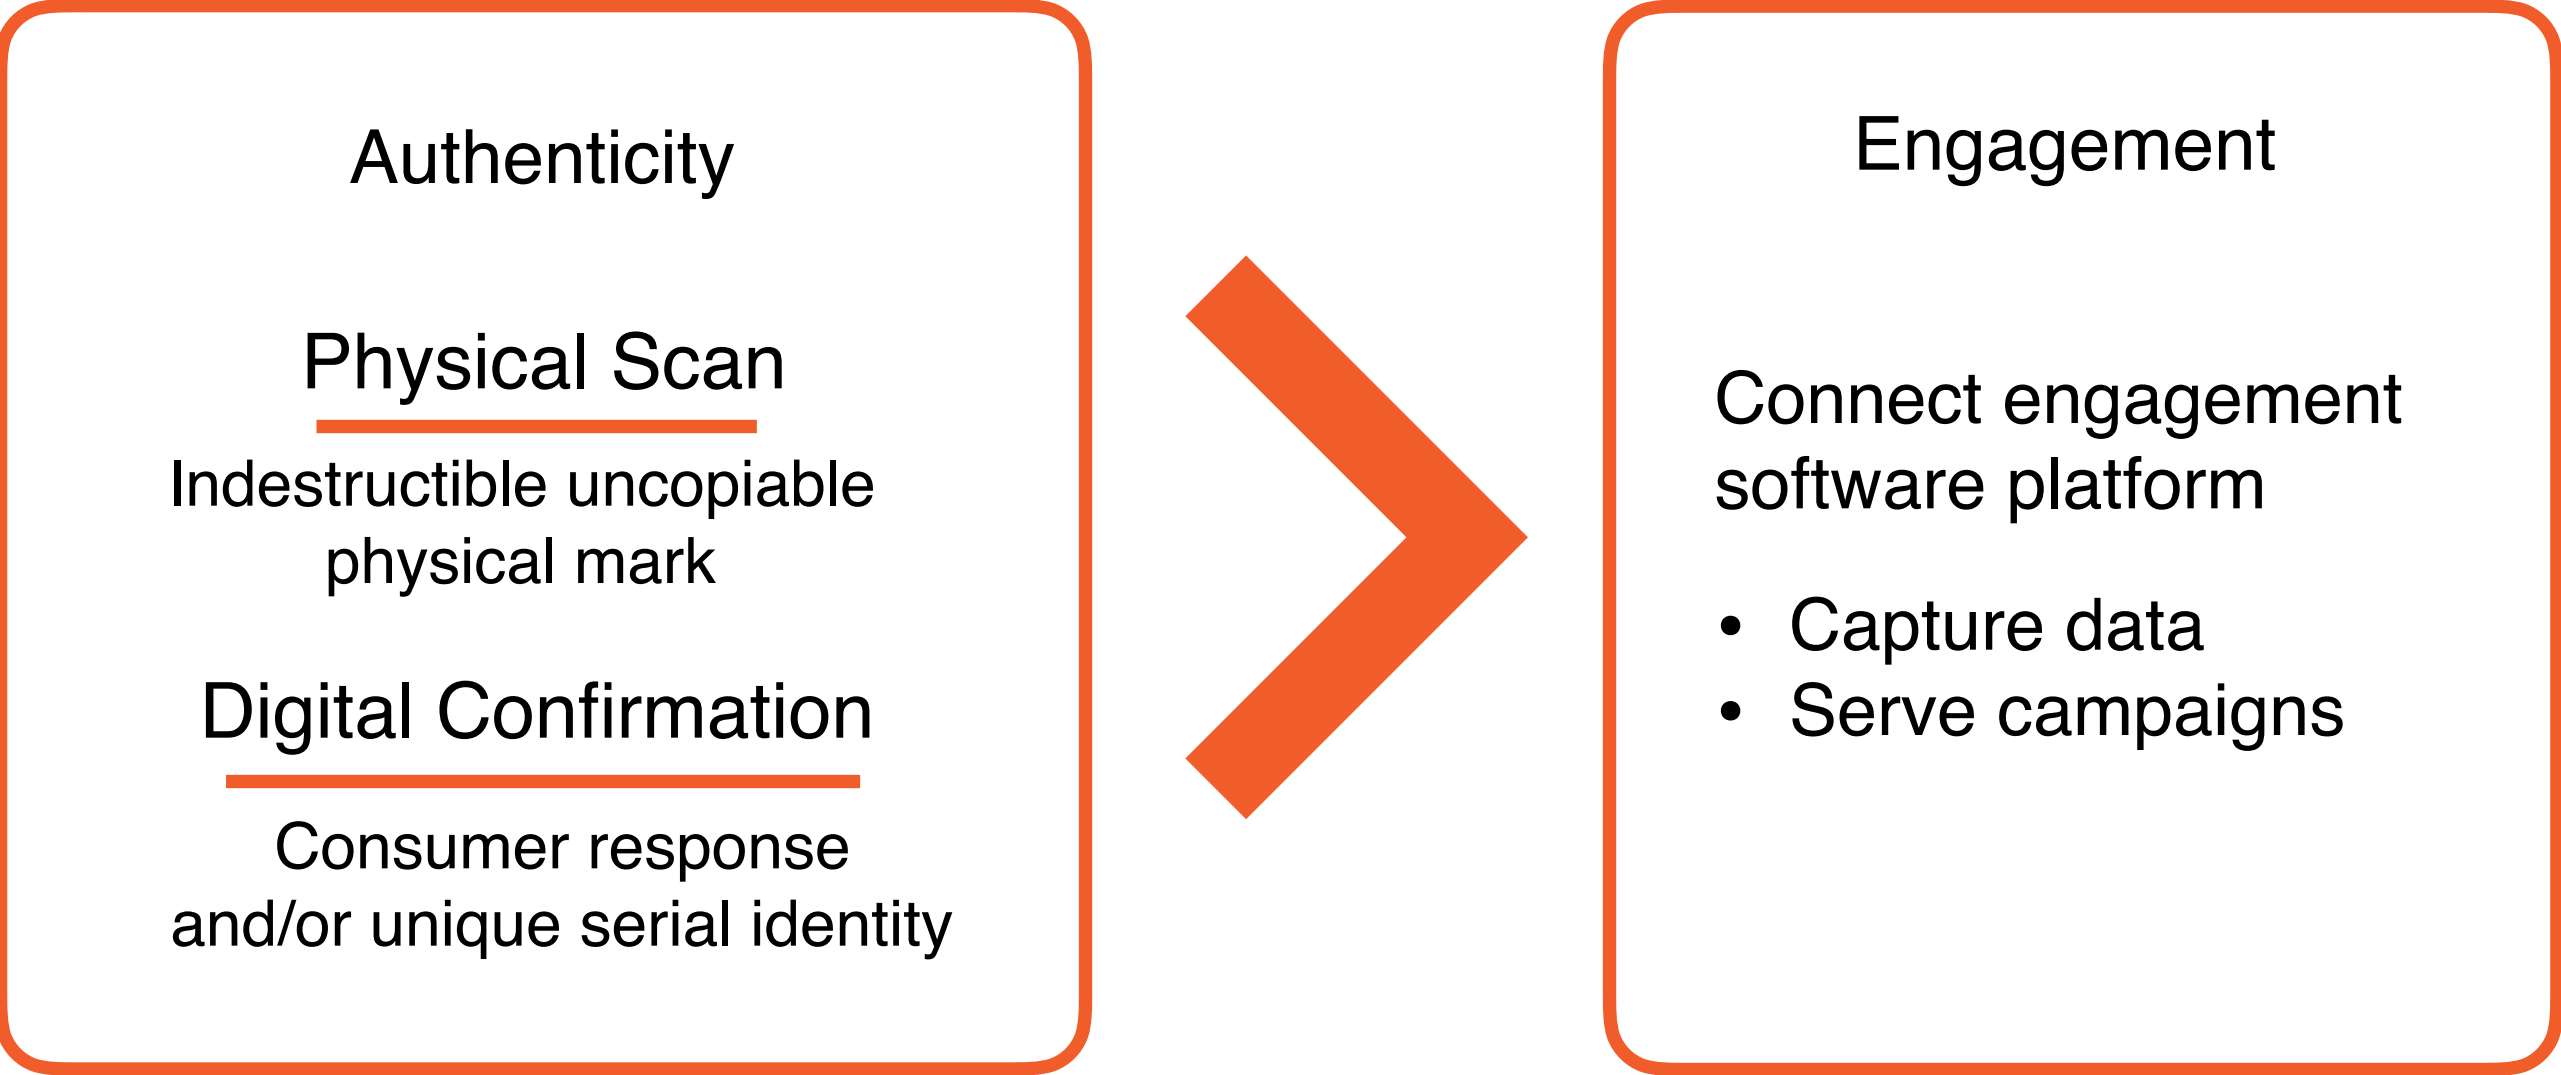 Authenticity
Physical Scan
Indestructible uncopiable
physical mark
Digital Confirmation
Consumer response
and/or unique serial identity
Engagement
Connect engagement
software platform
• Capture data
• Serve campaigns